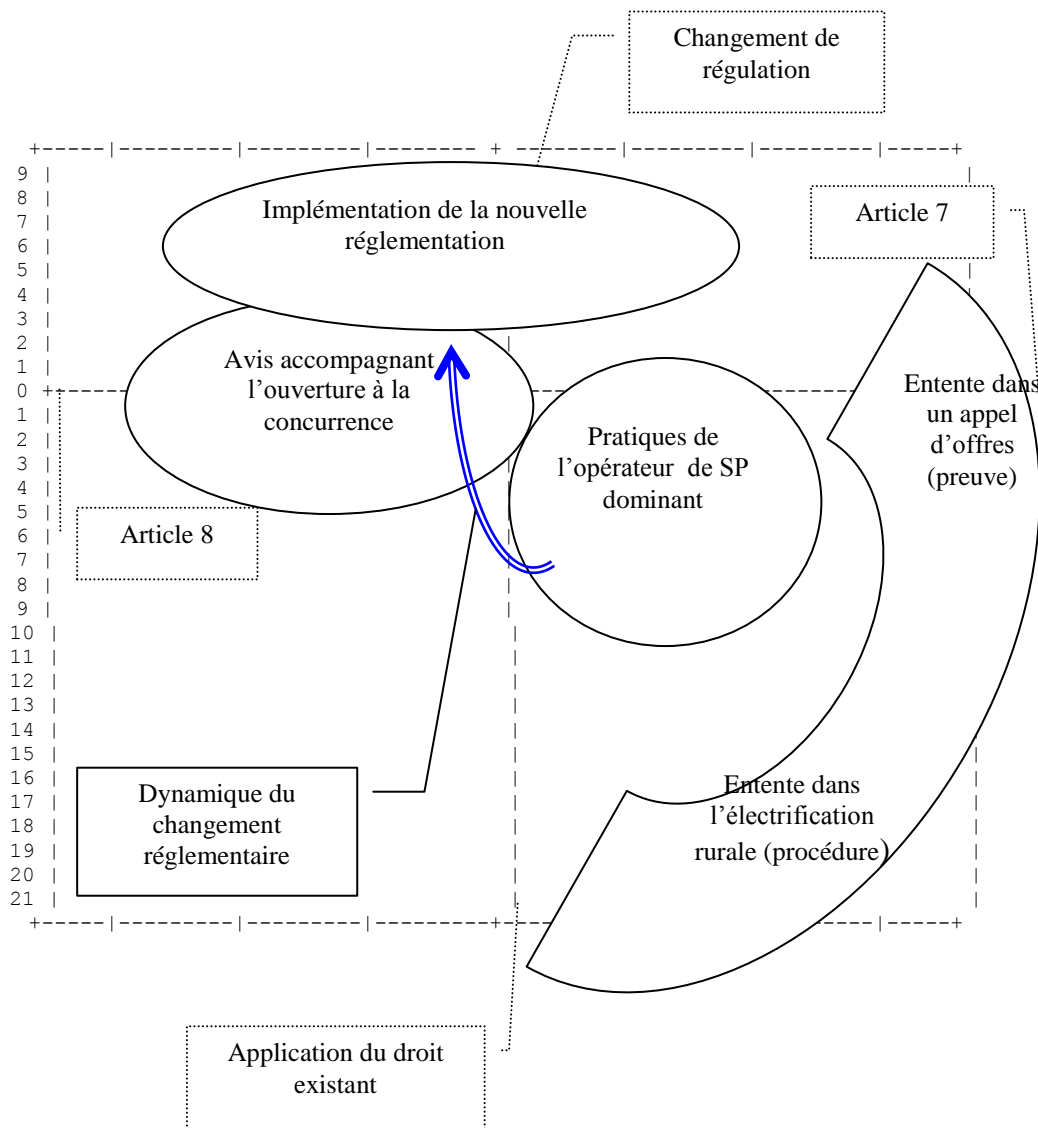 Changement de
régulation
+-----|-------|-------|------- + -------|-------|-------|----+
9 |
8 |
7 |
6 |
5 |
4 |
3 |
2 |
1 |
0 +
1 |
2 |
3 |
4 |
5 |
6 |
7 |
8 |
9 |
10 |
11 |
12 |
13 |
14 |
15 |
16 |
17 |
18 |
19 |
20 |
21 |
+-----|-------|-------|-------+-------|-------|-------|----+
Implémentation de la nouvelle
réglementation
Article 7
Avis accompagnant
l’ouverture à la
concurrence
Pratiques de
l’opérateur de SP
dominant
Entente dans
un appel
d’offres
(preuve)
Article 8
Dynamique du
changement
réglementaire
Entente dans
l’électrification
rurale (procédure)
Application du droit
existant